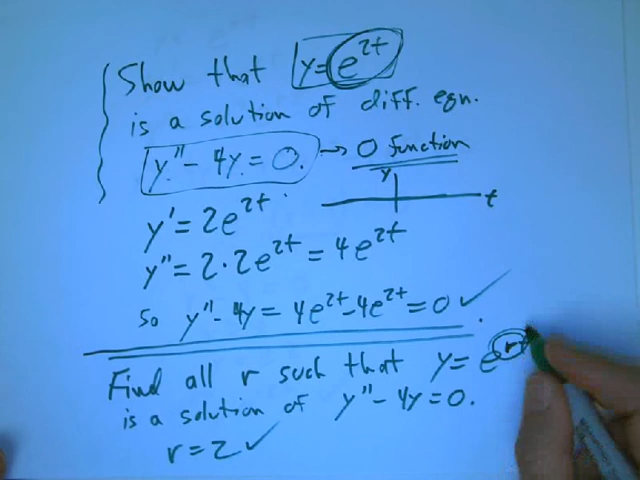 Show that y = e^{2t}
is a solution of diff. eqn.
y'' - 4y = 0. → 0 function
y
t
y' = 2e^{2t}.
y'' = 2·2e^{2t} = 4e^{2t}
So y'' - 4y = 4e^{2t} - 4e^{2t} = 0 ✓.
Find all r such that y = e^{r
is a solution of y'' - 4y = 0.
r = 2 ✓